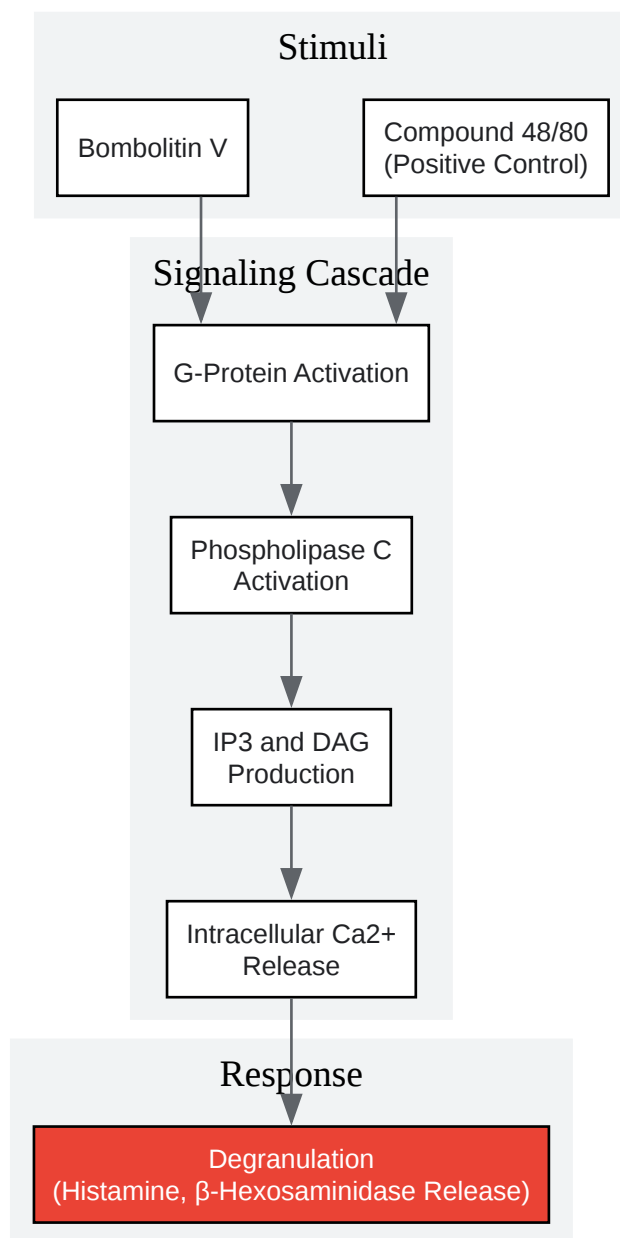 Stimuli
Bombolitin V
Compound 48/80
(Positive Control)
Signaling Cascade
G-Protein Activation
Phospholipase C
Activation
IP3 and DAG
Production
Intracellular Ca2+
Release
Response
Degranulation
(Histamine, β-Hexosaminidase Release)